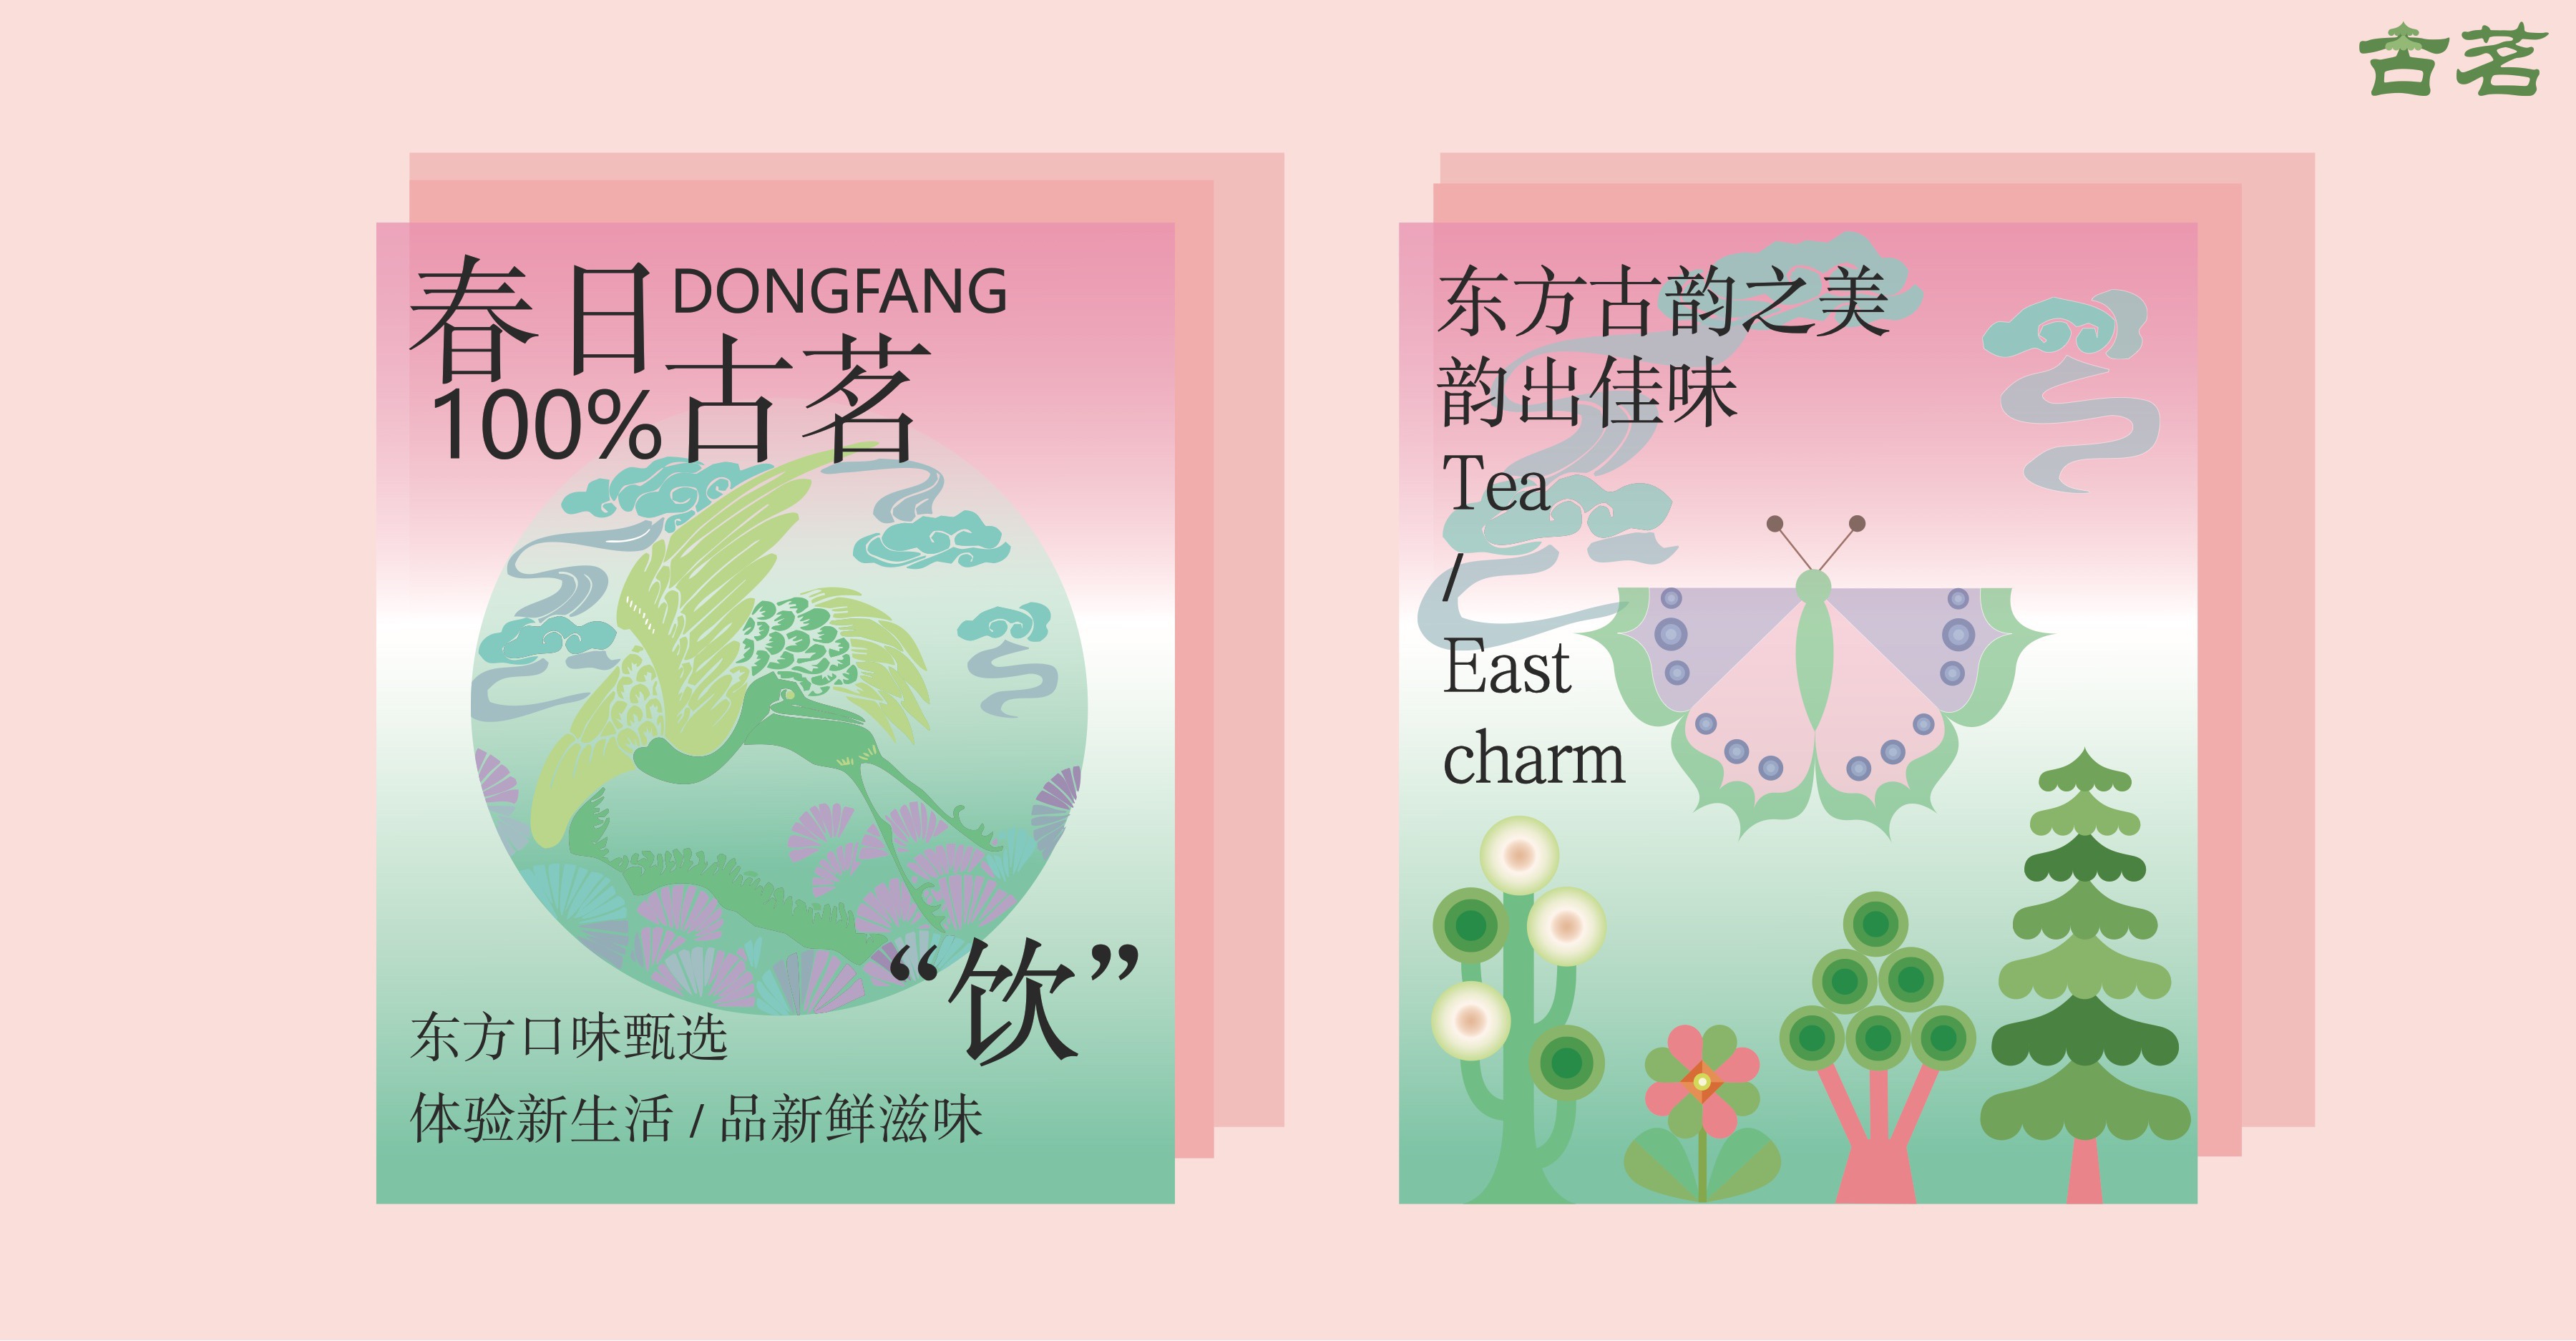 古茗
春日 DONGFANG
100% 古茗
“饮”
东方口味甄选
体验新生活 / 品新鲜滋味
东方古韵之美
韵出佳味
Tea
/
East
charm